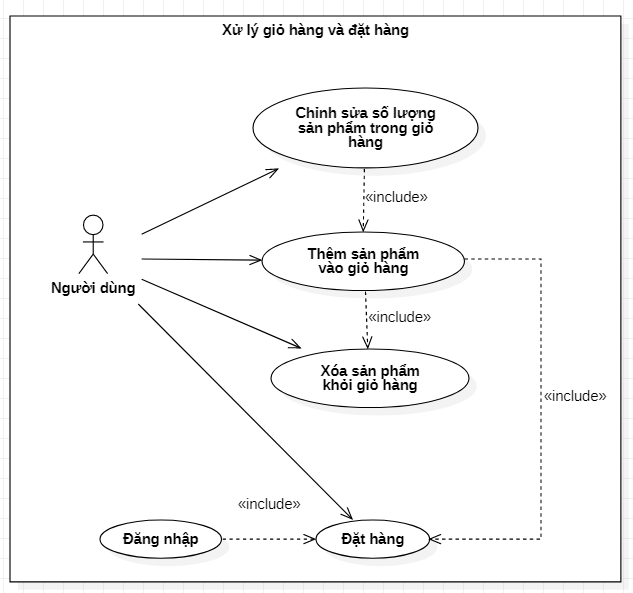 Xử lý giỏ hàng và đặt hàng
Chỉnh sửa số lượng
sản phẩm trong giỏ
hàng
«include»
Thêm sản phẩm
vào giỏ hàng
Người dùng
«include»
Xóa sản phẩm
khỏi giỏ hàng
«include»
«include»
Đăng nhập
Đặt hàng